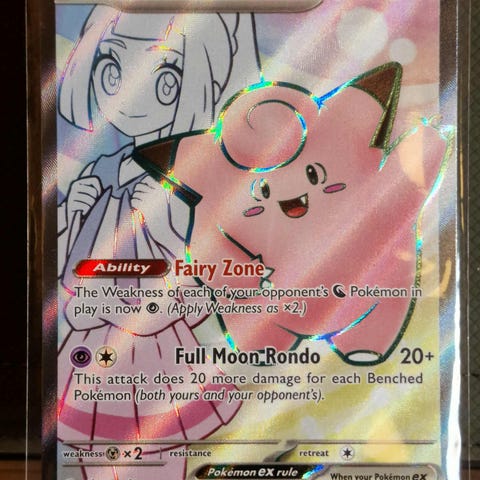 Ability Fairy Zone
The Weakness of each of your opponent's Pokémon in
play is now . (Apply Weakness as ×2.)
Full Moon Rondo 20+
This attack does 20 more damage for each Benched
Pokémon (both yours and your opponent's).
weakness ×2 resistance retreat
Pokémon ex rule When your Pokémon ex